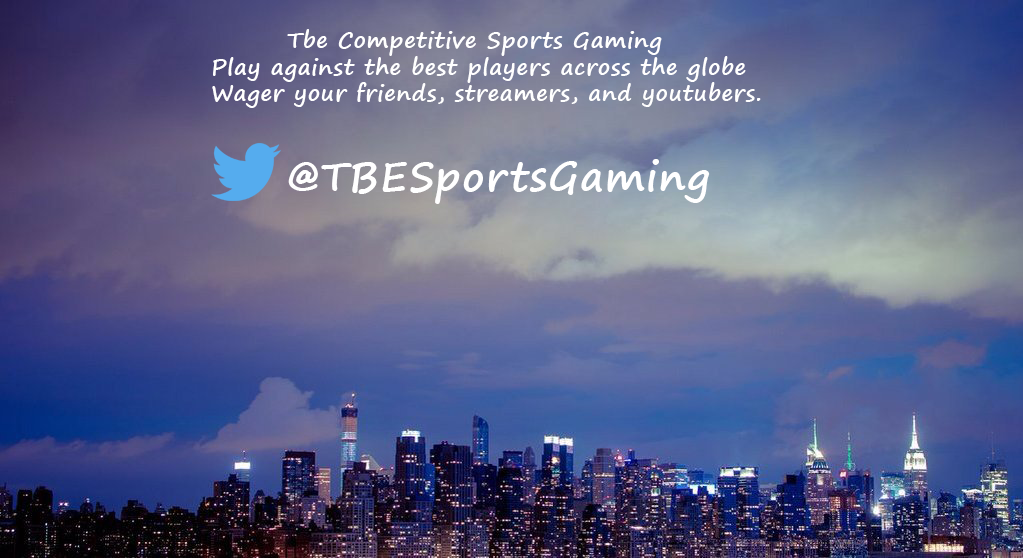 Tbe Competitive Sports Gaming
Play against the best players across the globe
Wager your friends, streamers, and youtubers.
@TBESportsGaming